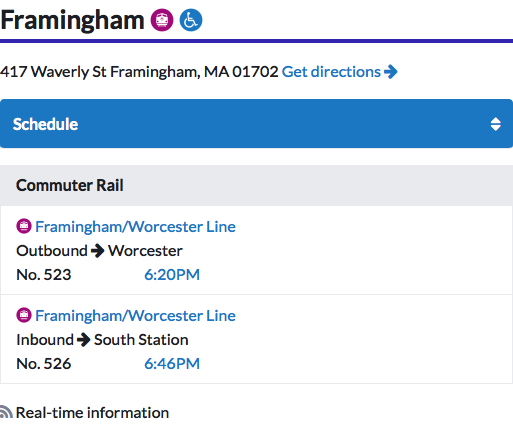 Framingham
417 Waverly St Framingham, MA 01702 Get directions
Schedule
Commuter Rail
Framingham/Worcester Line
Outbound → Worcester
No. 523 6:20PM
Framingham/Worcester Line
Inbound → South Station
No. 526 6:46PM
Real-time information